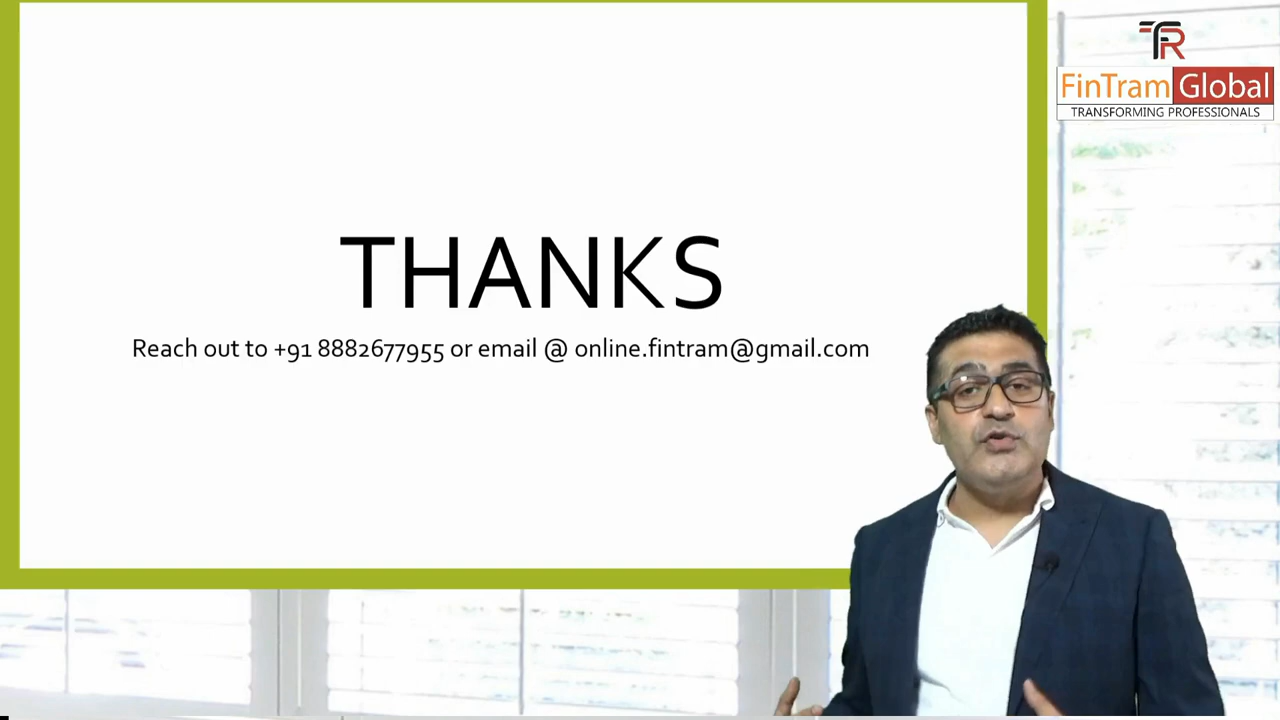 FinTram Global
TRANSFORMING PROFESSIONALS
THANKS
Reach out to +91 8882677955 or email @ online.fintram@gmail.com